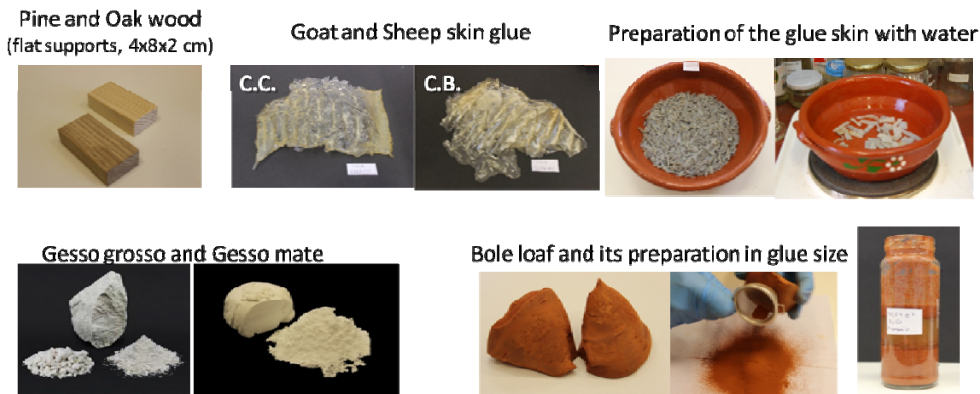 Pine and Oak wood
(flat supports, 4x8x2 cm)
Goat and Sheep skin glue
Preparation of the glue skin with water
C.C.
C.B.
Gesso grosso and Gesso mate
Bole loaf and its preparation in glue size